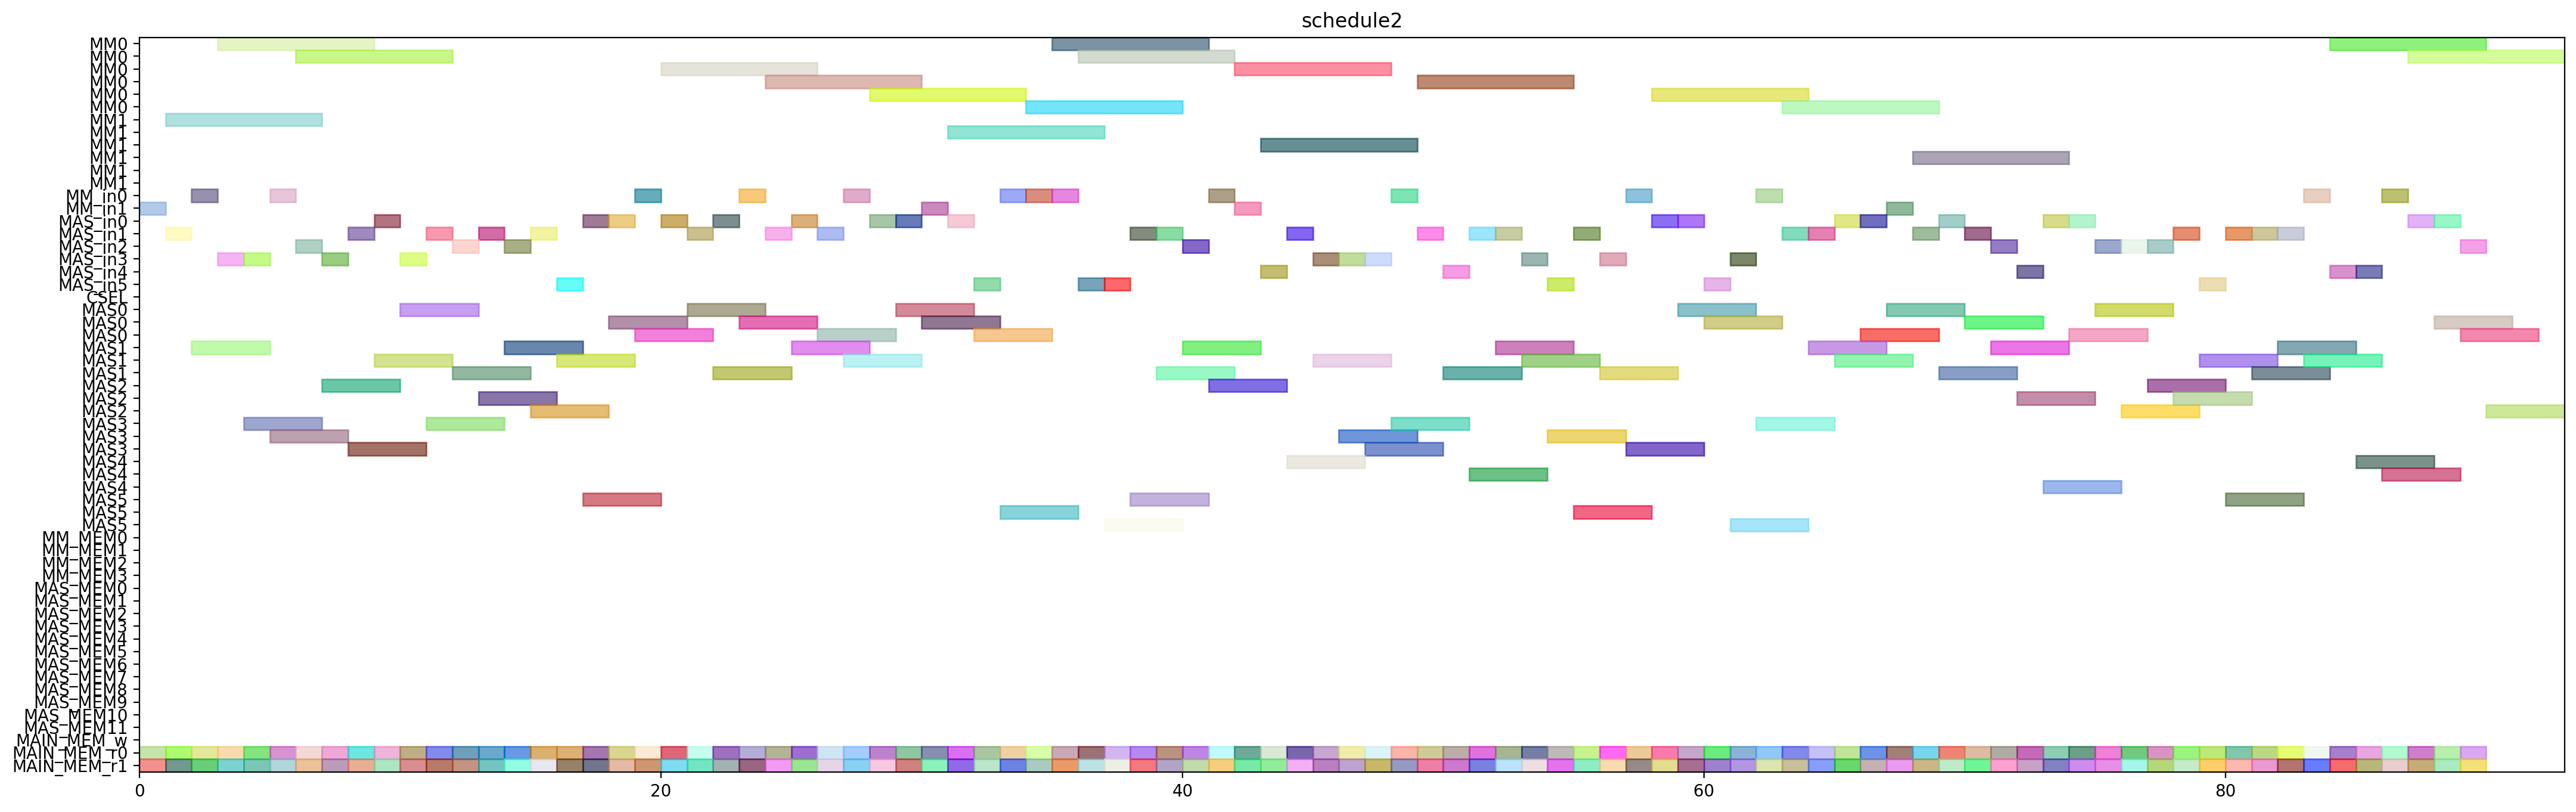 schedule2
MM0
MM0
MM0
MM0
MM0
MM0
MM1
MM1
MM1
MM1
MM1
MM1
MM_in0
MM_in1
MAS_in0
MAS_in1
MAS_in2
MAS_in3
MAS_in4
MAS_in5
CSEL
MAS0
MAS0
MAS0
MAS1
MAS1
MAS1
MAS2
MAS2
MAS2
MAS3
MAS3
MAS3
MAS4
MAS4
MAS4
MAS5
MAS5
MAS5
MM_MEM0
MM_MEM1
MM_MEM2
MM_MEM3
MAS_MEM0
MAS_MEM1
MAS_MEM2
MAS_MEM3
MAS_MEM4
MAS_MEM5
MAS_MEM6
MAS_MEM7
MAS_MEM8
MAS_MEM9
MAS_MEM10
MAS_MEM11
MAIN_MEM_w
MAIN_MEM_r0
MAIN_MEM_r1
0 20 40 60 80